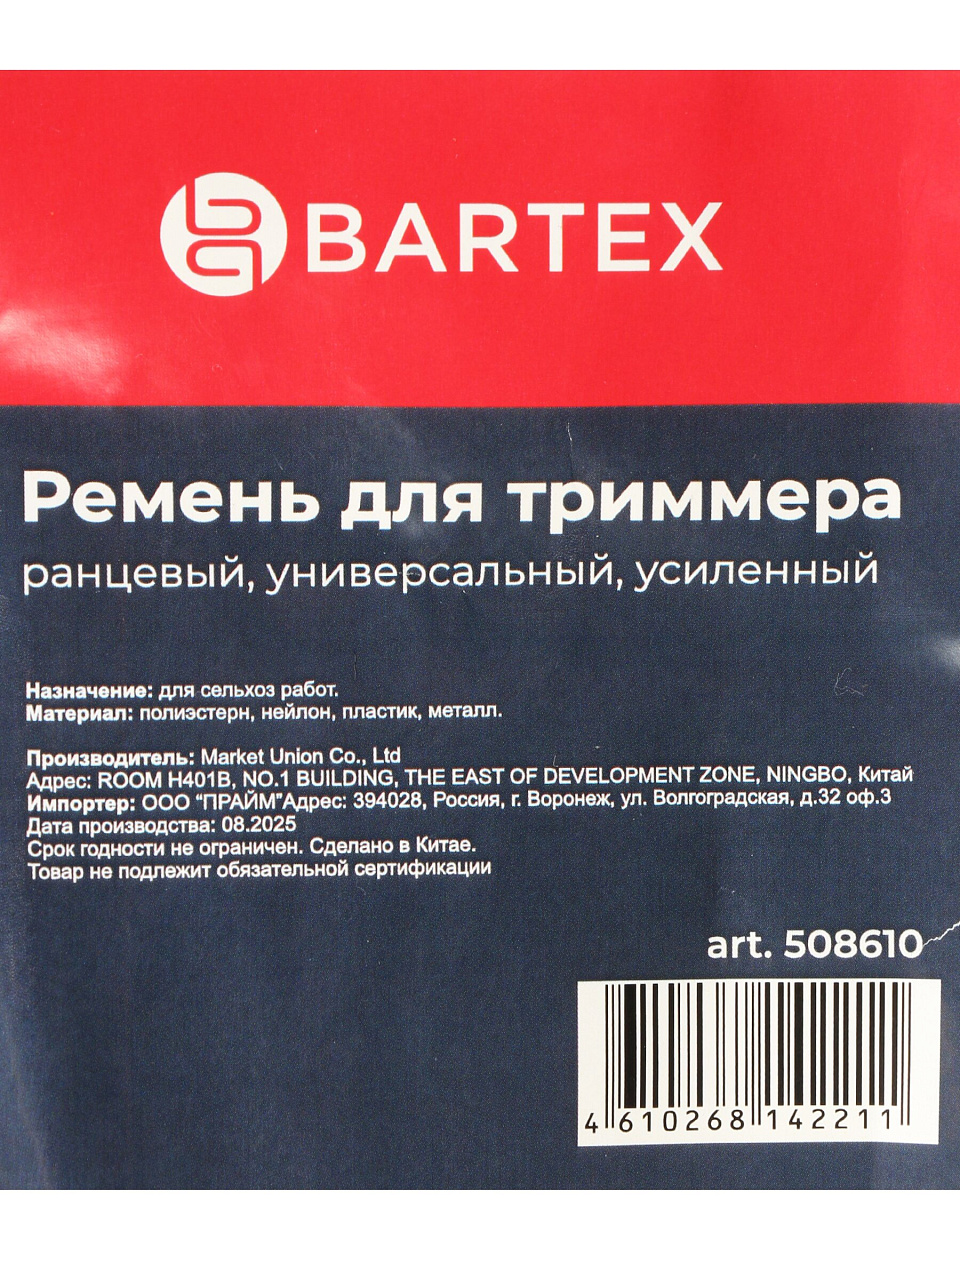 BARTEX
Ремень для триммера
ранцевый, универсальный, усиленный
Назначение: для сельхоз работ.
Материал: полиэстерн, нейлон, пластик, металл.
Производитель: Market Union Co., Ltd
Адрес: ROOM H401B, NO.1 BUILDING, THE EAST OF DEVELOPMENT ZONE, NINGBO, Китай
Импортер: ООО “ПРАЙМ”Адрес: 394028, Россия, г. Воронеж, ул. Волгоградская, д.32 оф.3
Дата производства: 08.2025
Срок годности не ограничен. Сделано в Китае.
Товар не подлежит обязательной сертификации
art. 508610
4 610268 142211